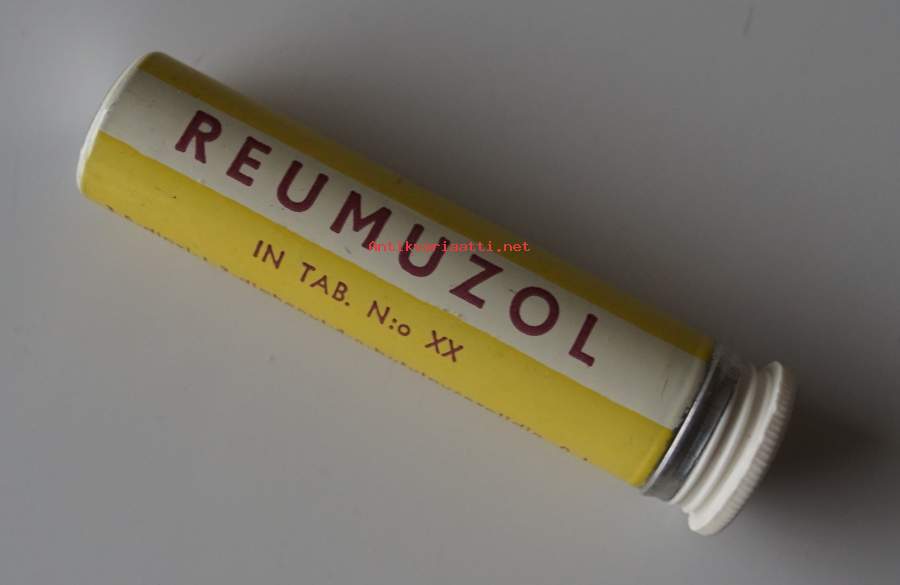 REUMUZOL
Antikvariaatti.net
IN TAB. N:o XX